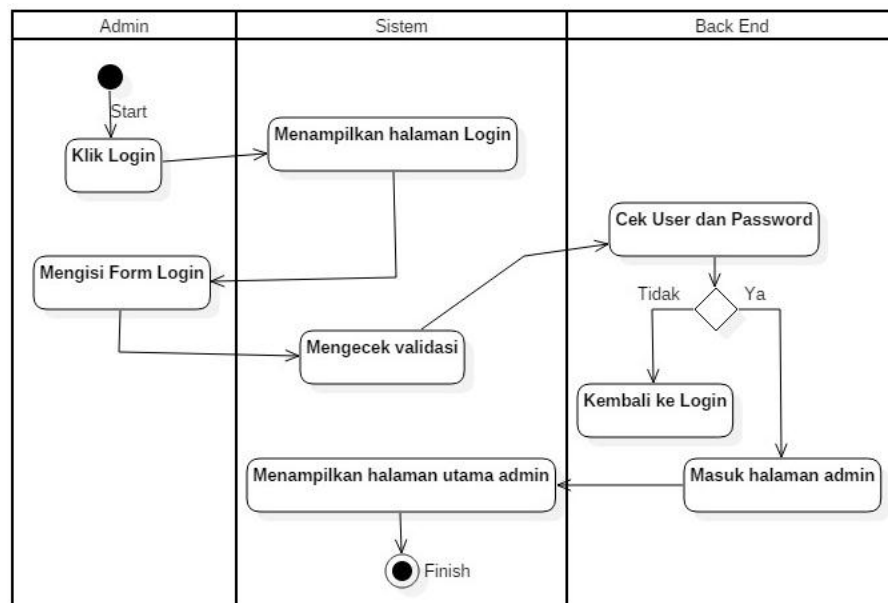 Admin
Sistem
Back End
Start
Klik Login
Menampilkan halaman Login
Cek User dan Password
Mengisi Form Login
Tidak
Ya
Mengecek validasi
Kembali ke Login
Menampilkan halaman utama admin
Masuk halaman admin
Finish